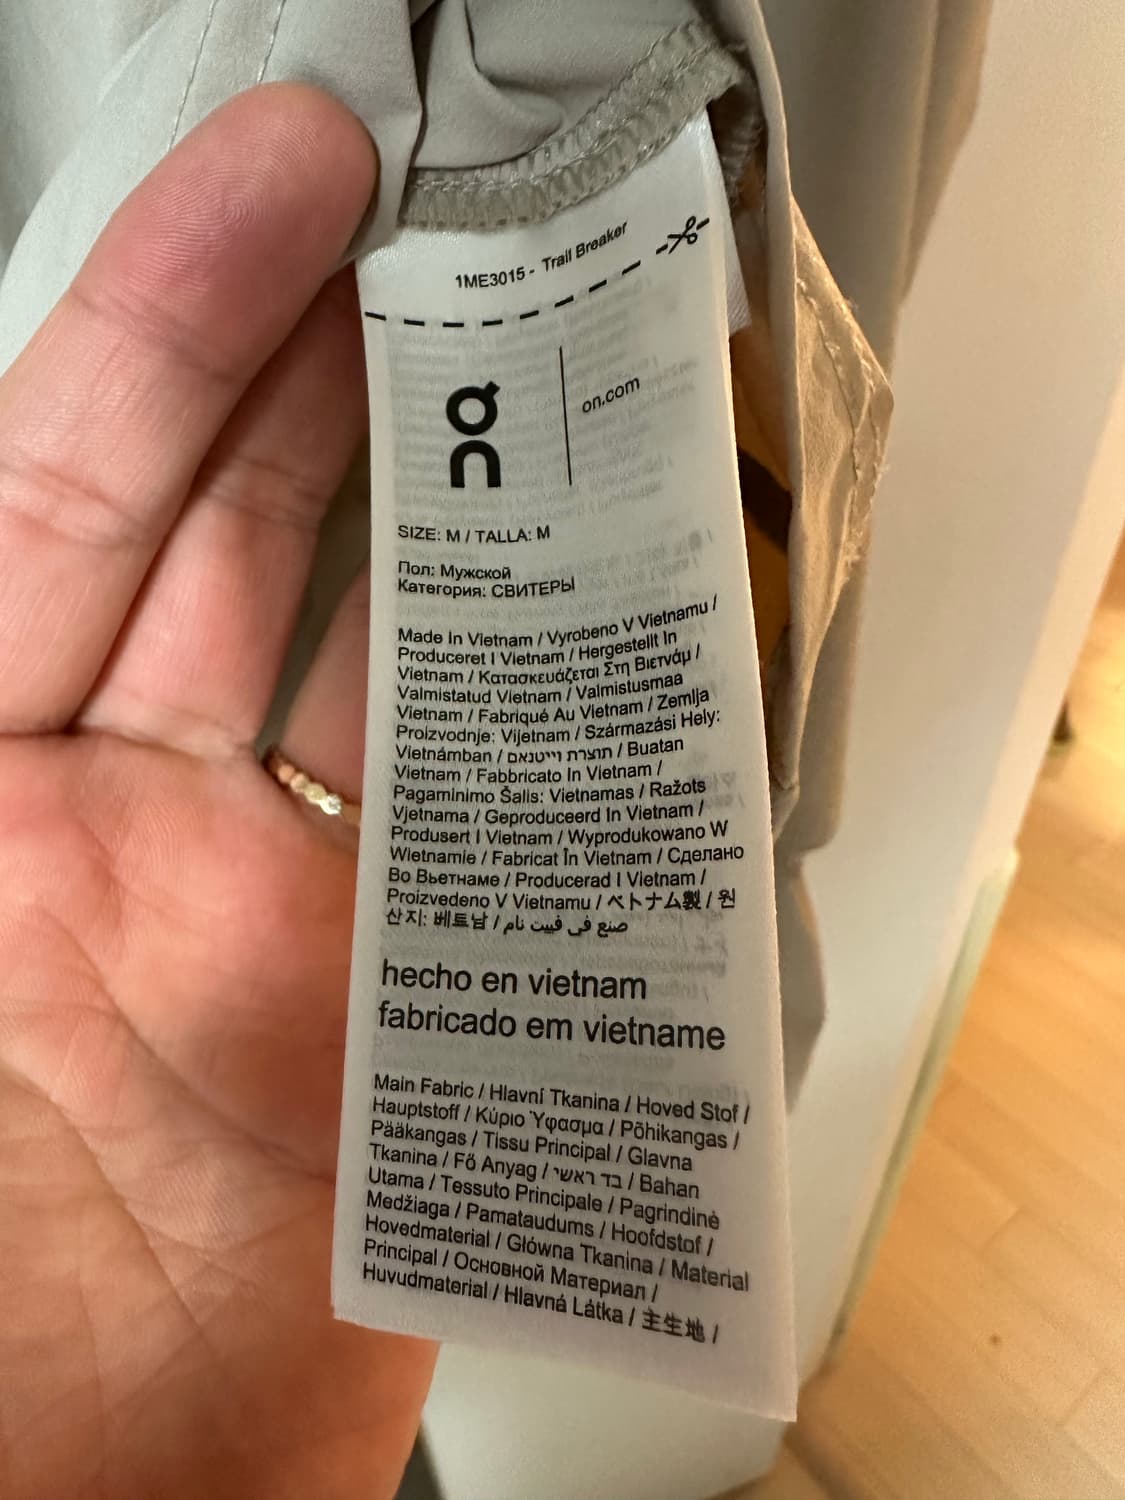 1ME3015 - Trail Breaker
on
on.com
SIZE: M / TALLA: M
Пол: Мужской
Категория: СВИТЕРЫ
Made In Vietnam / Vyrobeno V Vietnamu /
Produceret I Vietnam / Hergestellt In
Vietnam / Κατασκευάζεται Στη Βιετνάμ /
Valmistatud Vietnam / Valmistusmaa
Vietnam / Fabriqué Au Vietnam / Zemlja
Proizvodnje: Vijetnam / Származási Hely:
Vietnámban / תוצרת וייטנאם / Buatan
Vietnam / Fabbricato In Vietnam /
Pagaminimo Šalis: Vietnamas / Ražots
Vjetnama / Geproduceerd In Vietnam /
Produsert I Vietnam / Wyprodukowano W
Wietnamie / Fabricat În Vietnam / Сделано
Во Вьетнаме / Producerad I Vietnam /
Proizvedeno V Vietnamu / ベトナム製 / 원
산지: 베트남 / صنع في فييت نام
hecho en vietnam
fabricado em vietname
Main Fabric / Hlavní Tkanina / Hoved Stof /
Hauptstoff / Κύριο Ύφασμα / Põhikangas /
Pääkangas / Tissu Principal / Glavna
Tkanina / Fő Anyag / בד ראשי / Bahan
Utama / Tessuto Principale / Pagrindinė
Medžiaga / Pamataudums / Hoofdstof /
Hovedmaterial / Główna Tkanina / Material
Principal / Основной Материал /
Huvudmaterial / Hlavná Látka / 主生地 /